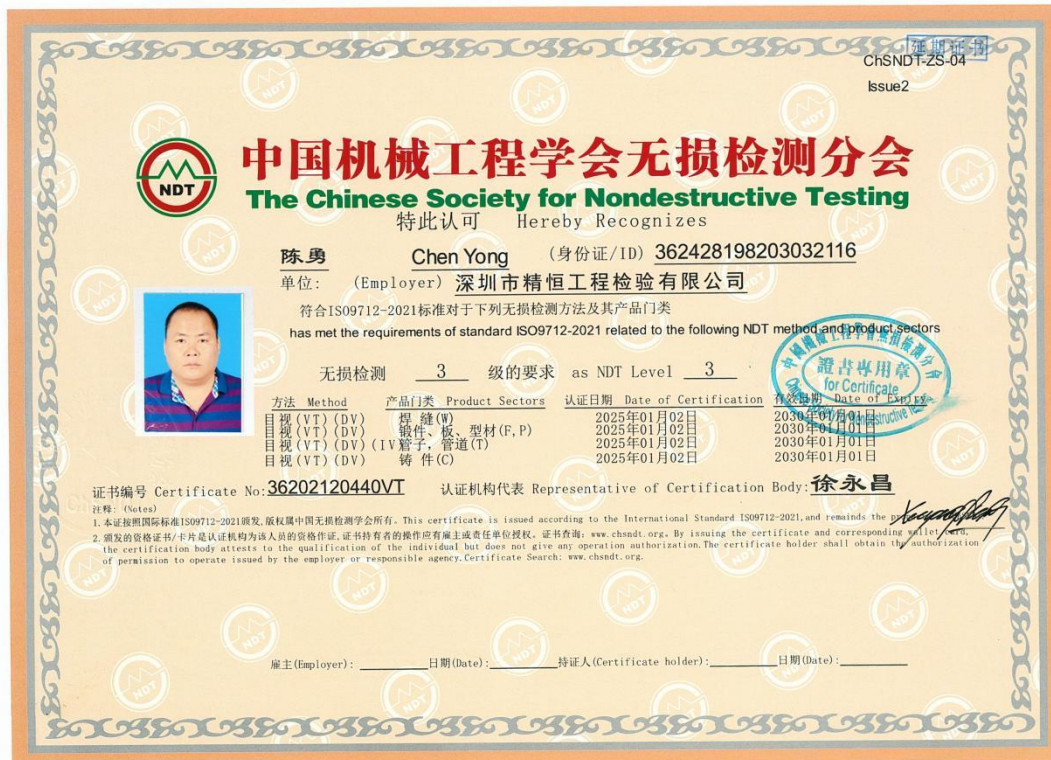 延期证书
ChSNDT-ZS-04
Issue2
NDT
中国机械工程学会无损检测分会
The Chinese Society for Nondestructive Testing
特此认可 Hereby Recognizes
陈勇 Chen Yong (身份证/ID) 362428198203032116
单位: (Employer) 深圳市精恒工程检验有限公司
符合ISO9712-2021标准对于下列无损检测方法及其产品门类
has met the requirements of standard ISO9712-2021 related to the following NDT method and product sectors
中國機械工程學會無損檢測分會
證書專用章
for Certificate
无损检测 3 级的要求 as NDT Level 3
方法 Method 产品门类 Product Sectors 认证日期 Date of Certification 有效日期 Date of Expiry
目视(VT)(DV) 焊缝(W) 2025年01月02日 2030年01月01日
目视(VT)(DV) 锻件、板、型材(F,P) 2025年01月02日 2030年01月01日
目视(VT)(DV)(IV 管子，管道(T) 2025年01月02日 2030年01月01日
目视(VT)(DV) 铸件(C) 2025年01月02日 2030年01月01日
证书编号 Certificate No: 36202120440VT 认证机构代表 Representative of Certification Body: 徐永昌
注释: (Notes)
1. 本证按照国际标准ISO9712-2021颁发, 版权属中国无损检测学会所有. This certificate is issued according to the International Standard ISO9712-2021, and remainds the
2. 颁发的资格证书/卡片是认证机构为该人员的资格作证, 证书持有者的操作应有雇主或责任单位授权. 证书查询: www.chsndt.org. By issuing the certificate and corresponding wallet card,
the certification body attests to the qualification of the individual but does not give any operation authorization. The certificate holder shall obtain the authorization
of permission to operate issued by the employer or responsible agency. Certificate Search: www.chsndt.org.
雇主(Employer): 日期(Date): 持证人(Certificate holder): 日期(Date):